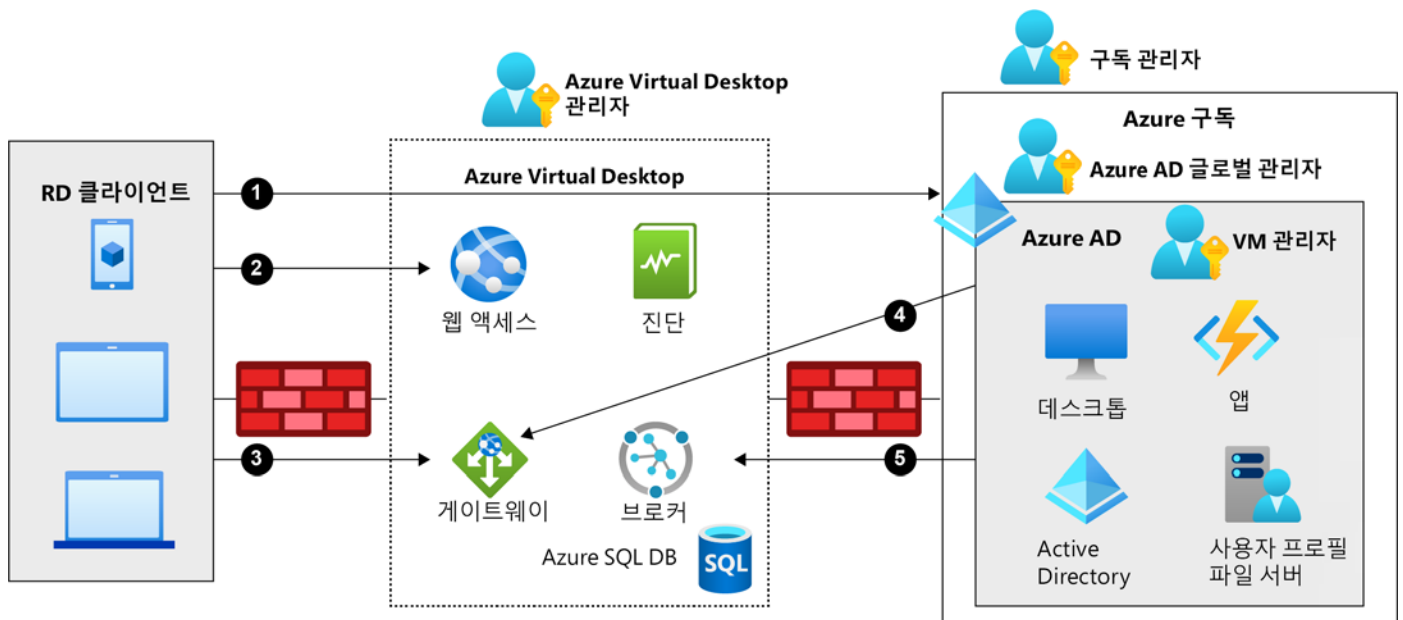 구독 관리자
Azure Virtual Desktop
관리자
Azure 구독
Azure AD 글로벌 관리자
RD 클라이언트
1
Azure Virtual Desktop
Azure AD
VM 관리자
2
웹 액세스
진단
4
데스크톱
앱
3
5
게이트웨이
브로커
Azure SQL DB
SQL
Active
Directory
사용자 프로필
파일 서버